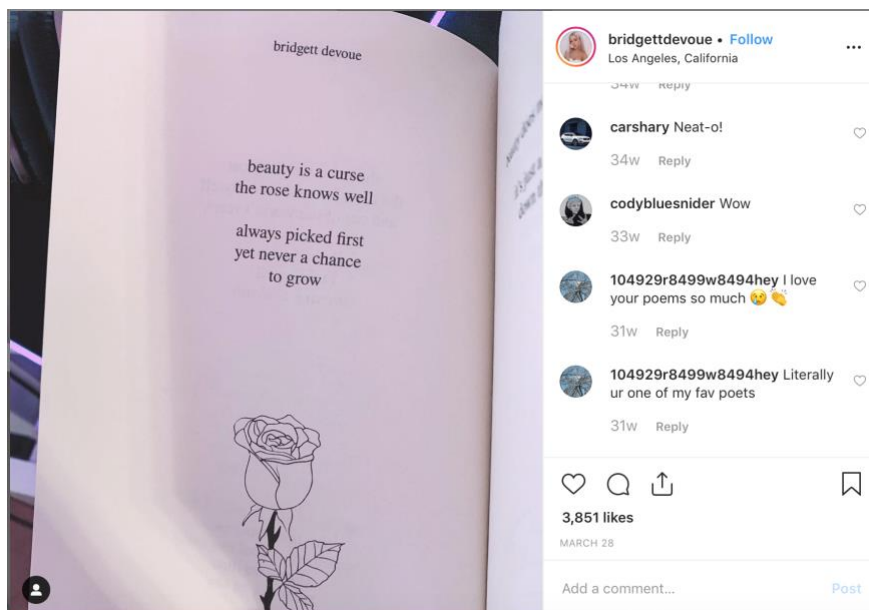 bridgett devoue
beauty is a curse
the rose knows well
always picked first
yet never a chance
to grow
bridgettdevoue • Follow
Los Angeles, California
34w Reply
carshary Neat-o!
34w Reply
codybluesnider Wow
33w Reply
104929r8499w8494hey I love
your poems so much 😢 👏
31w Reply
104929r8499w8494hey Literally
ur one of my fav poets
31w Reply
3,851 likes
MARCH 28
Add a comment... Post